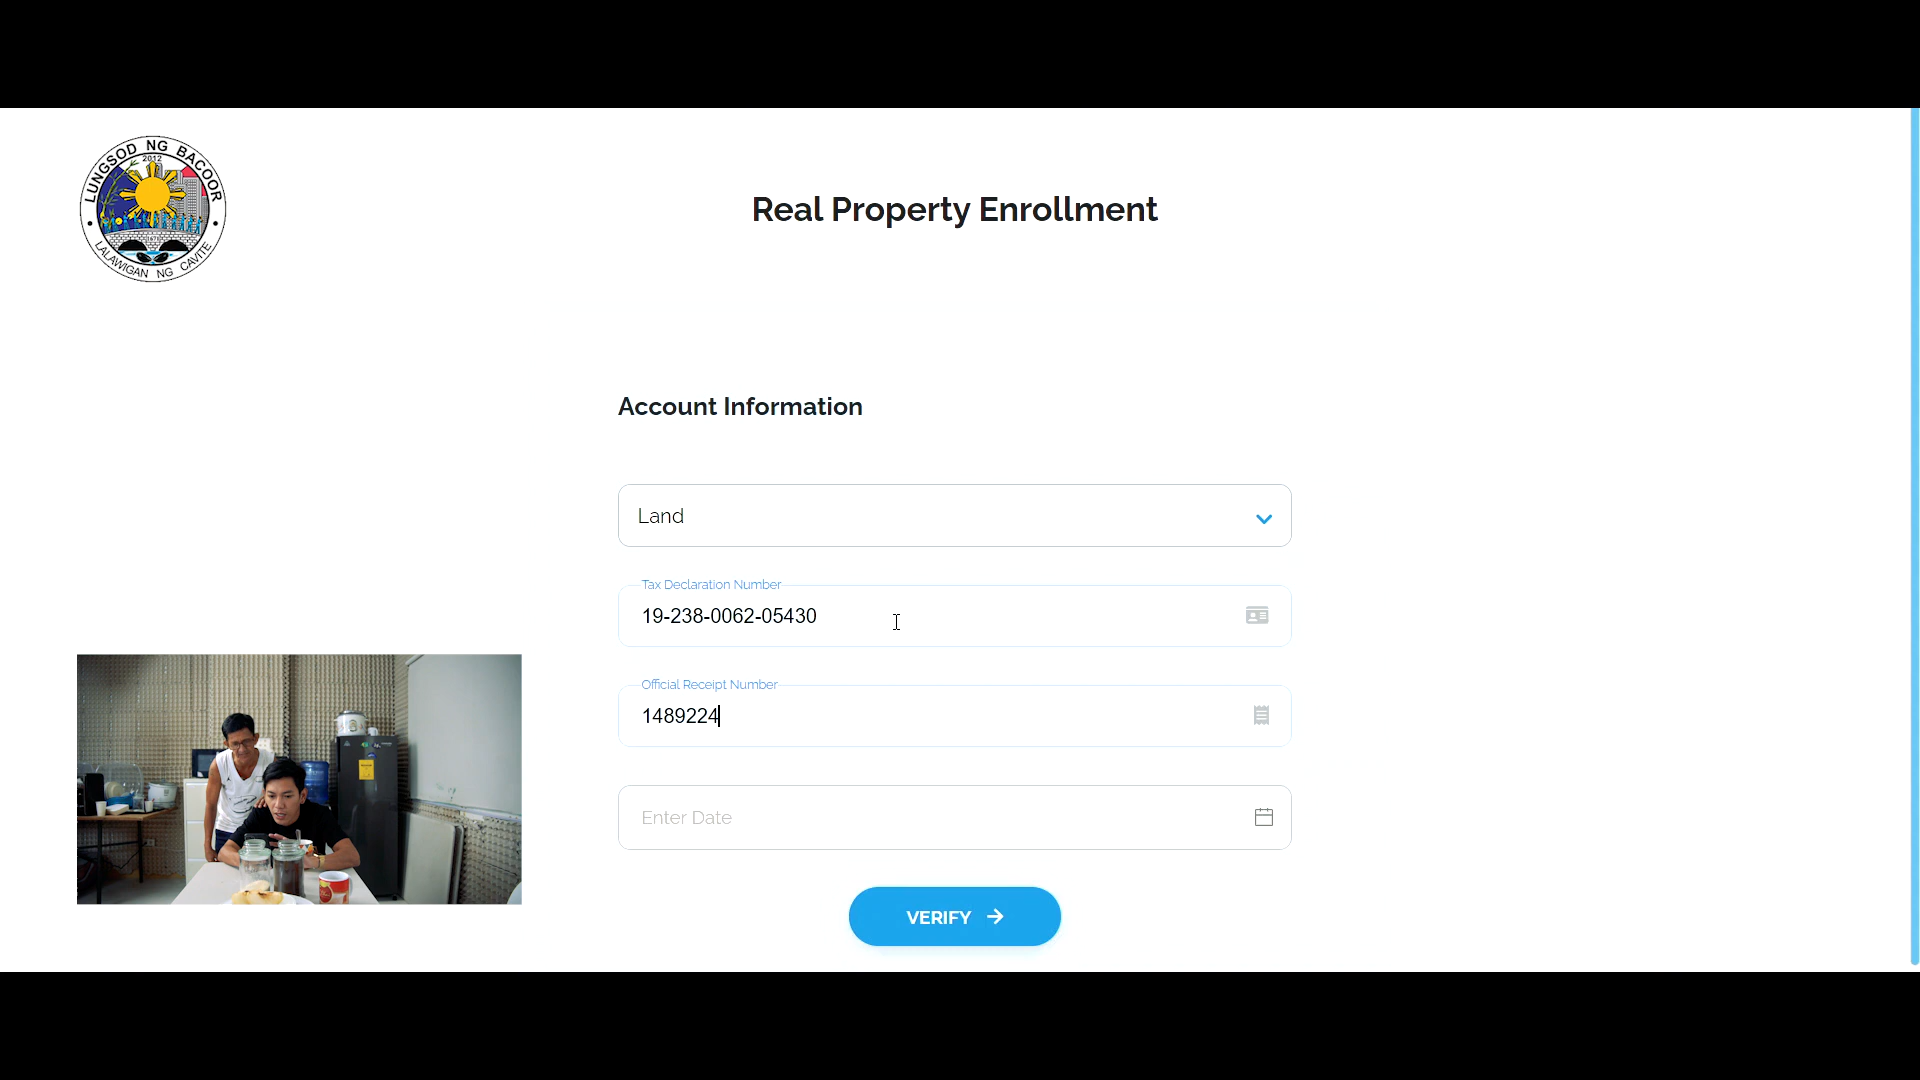 LUNGSOD NG BACOOR
2012
LALAWIGAN NG CAVITE
Real Property Enrollment
Account Information
Land
Tax Declaration Number
19-238-0062-05430
Official Receipt Number
1489224
Enter Date
VERIFY